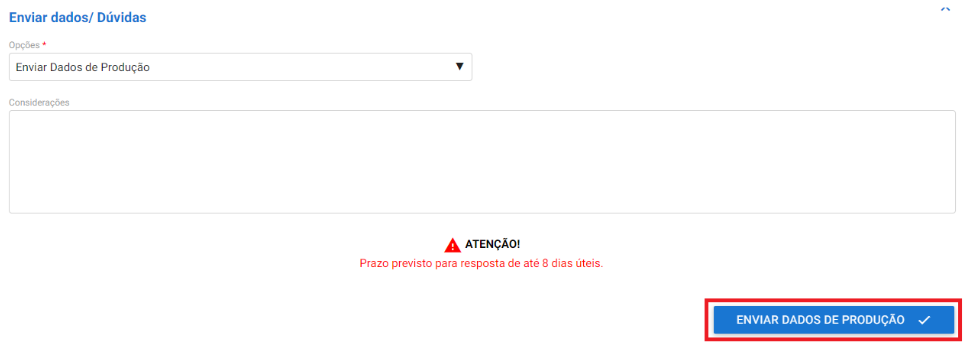 Enviar dados/ Dúvidas
Opções *
Enviar Dados de Produção
Considerações
ATENÇÃO!
Prazo previsto para resposta de até 8 dias úteis.
ENVIAR DADOS DE PRODUÇÃO